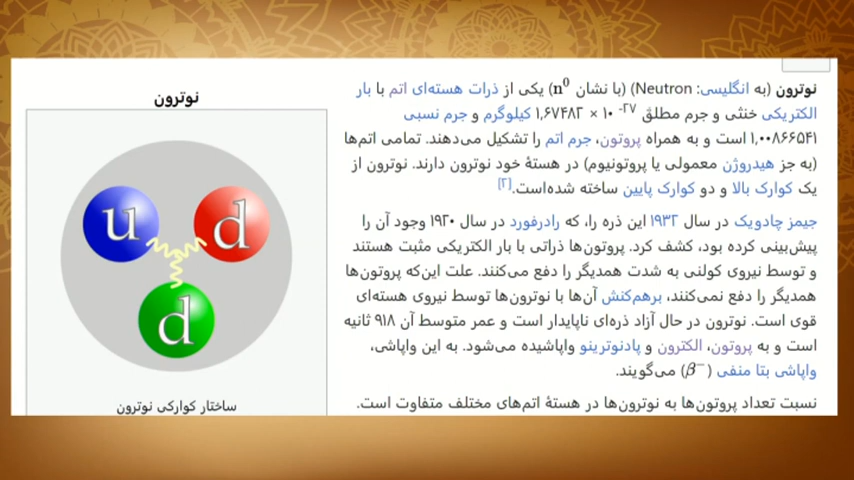 نوترون (به انگلیسی: Neutron) (با نشان n⁰) یکی از ذرات هسته‌ای اتم با بار
الکتریکی خنثی و جرم مطلق ۱٫۶۷۴۸۲ × ۱۰⁻²⁷ کیلوگرم و جرم نسبی
۱٫۰۰۸۶۶۵۴۱ است و به همراه پروتون، جرم اتم را تشکیل می‌دهند. تمامی اتم‌ها
(به جز هیدروژن معمولی یا پروتونیوم) در هستهٔ خود نوترون دارند. نوترون از
یک کوارک بالا و دو کوارک پایین ساخته شده‌است.[۲]
جیمز چادویک در سال ۱۹۳۲ این ذره را، که رادرفورد در سال ۱۹۲۰ وجود آن را
پیش‌بینی کرده بود، کشف کرد. پروتون‌ها ذراتی با بار الکتریکی مثبت هستند
و توسط نیروی کولنی به شدت همدیگر را دفع می‌کنند. علت این‌که پروتون‌ها
همدیگر را دفع نمی‌کنند، برهم‌کنش آن‌ها با نوترون‌ها توسط نیروی هسته‌ای
قوی است. نوترون در حال آزاد ذره‌ای ناپایدار است و عمر متوسط آن ۹۱۸ ثانیه
است و به پروتون، الکترون و پادنوترینو واپاشیده می‌شود. به این واپاشی،
واپاشی بتا منفی (β⁻) می‌گویند.
نسبت تعداد پروتون‌ها به نوترون‌ها در هستهٔ اتم‌های مختلف متفاوت است.
نوترون
u
d
d
ساختار کوارکی نوترون